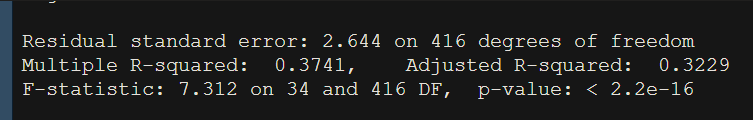 Residual standard error: 2.644 on 416 degrees of freedom
Multiple R-squared:  0.3741,    Adjusted R-squared:  0.3229
F-statistic: 7.312 on 34 and 416 DF,  p-value: < 2.2e-16